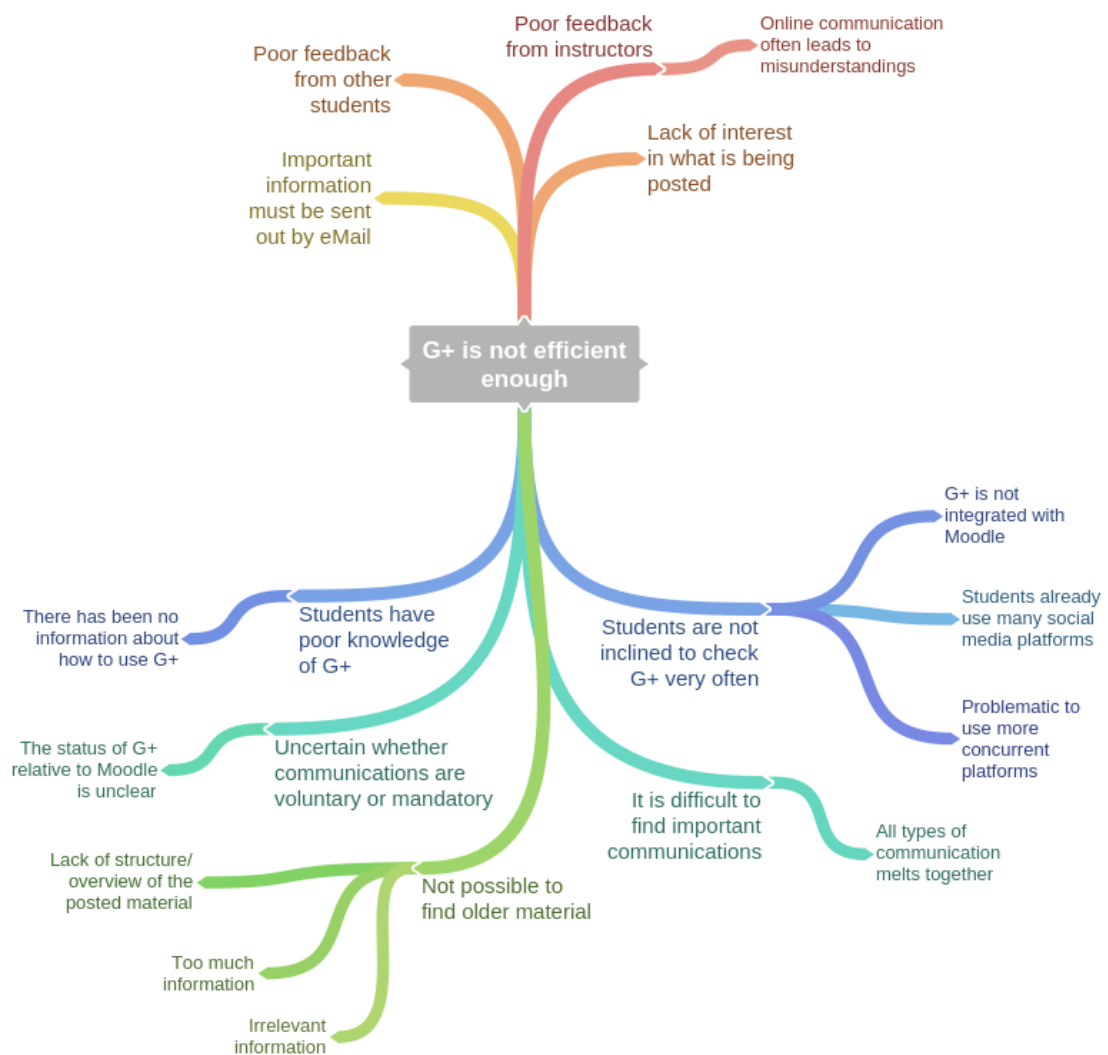 Poor feedback
from instructors
Online communication
often leads to
misunderstandings
Poor feedback
from other
students
Lack of interest
in what is being
posted
Important
information
must be sent
out by eMail
G+ is not efficient
enough
G+ is not
integrated with
Moodle
Students already
use many social
media platforms
Problematic to
use more
concurrent
platforms
Students are not
inclined to check
G+ very often
Students have
poor knowledge
of G+
There has been no
information about
how to use G+
Uncertain whether
communications are
voluntary or mandatory
The status of G+
relative to Moodle
is unclear
It is difficult to
find important
communications
All types of
communication
melts together
Not possible to
find older material
Lack of structure/
overview of the
posted material
Too much
information
Irrelevant
information